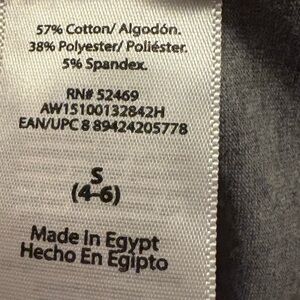 57% Cotton/ Algodón.
38% Polyester/ Poliéster.
5% Spandex.
RN# 52469
AW15100132842H
EAN/UPC 8 89424205778
S
(4-6)
Made In Egypt
Hecho En Egipto